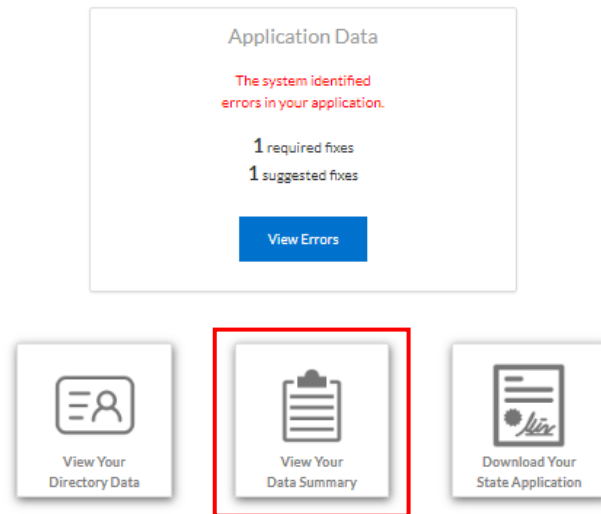 Application Data
The system identified
errors in your application.
1 required fixes
1 suggested fixes
View Errors
View Your
Directory Data
View Your
Data Summary
Download Your
State Application